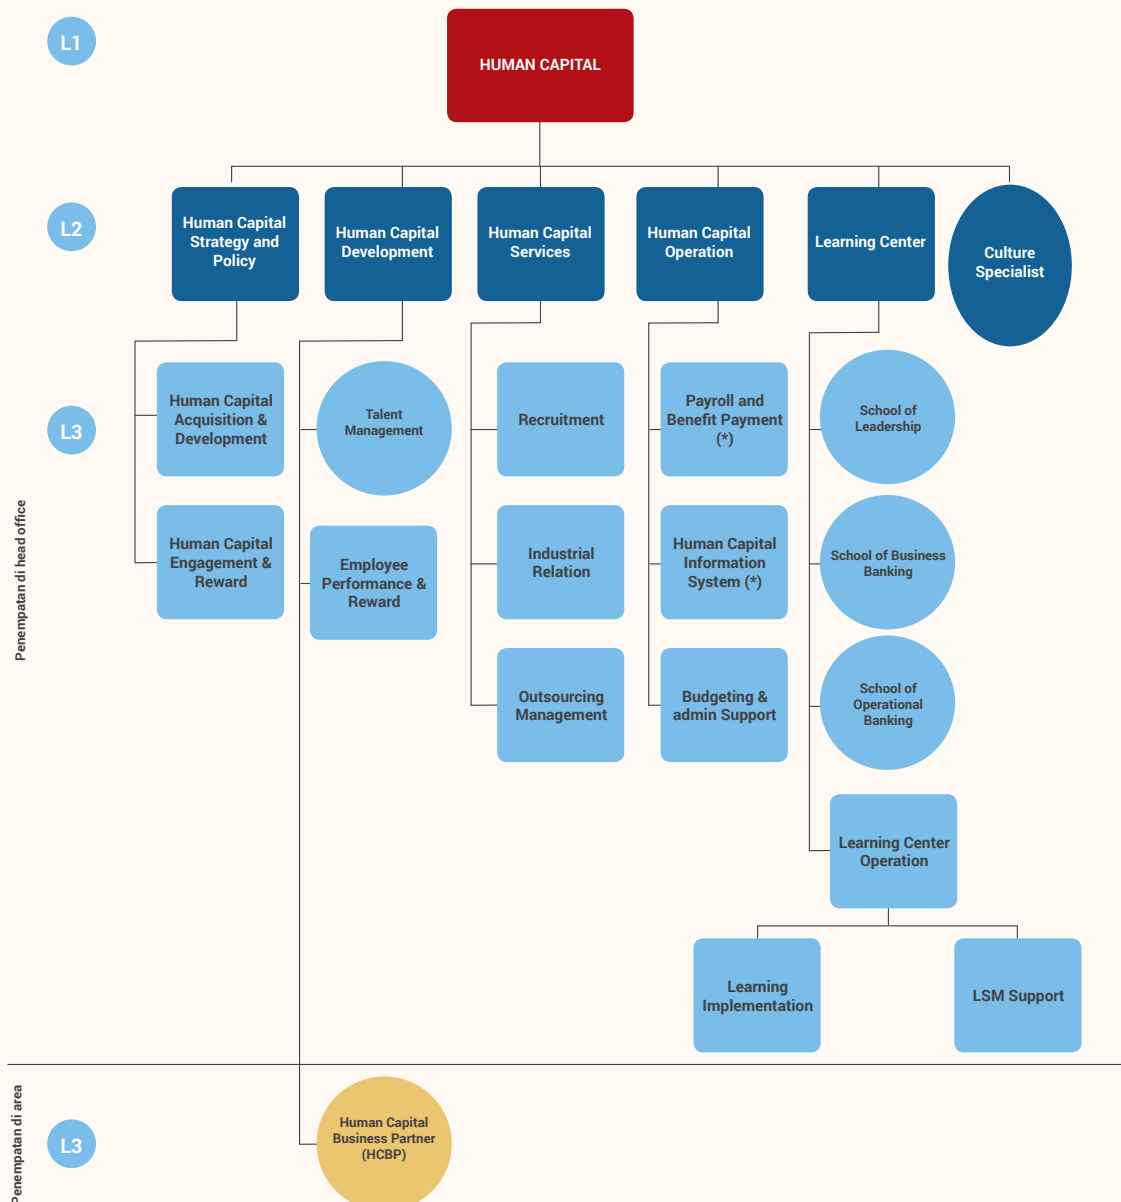 L1
HUMAN CAPITAL
L2
Human Capital
Strategy and
Policy
Human Capital
Development
Human Capital
Services
Human Capital
Operation
Learning Center
Culture
Specialist
L3
Penempatan di head office
Human Capital
Acquisition &
Development
Talent
Management
Recruitment
Payroll and
Benefit Payment
(*)
School of
Leadership
Human Capital
Engagement &
Reward
Employee
Performance &
Reward
Industrial
Relation
Human Capital
Information
System (*)
School of Business
Banking
Outsourcing
Management
Budgeting &
admin Support
School of
Operational
Banking
Learning Center
Operation
Learning
Implementation
LSM Support
Penempatan di area
L3
Human Capital
Business Partner
(HCBP)